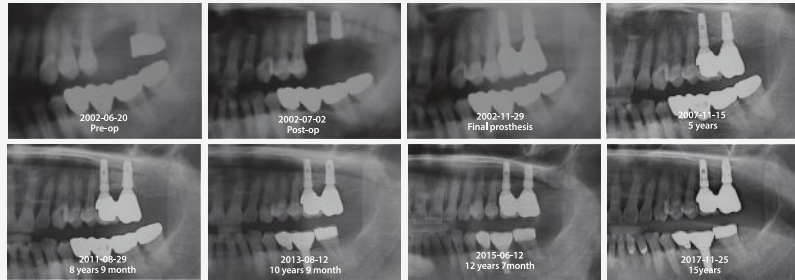 2002-06-20
Pre-op
2002-07-02
Post-op
2002-11-29
Final prosthesis
2007-11-15
5 years
2011-08-29
8 years 9 month
2013-08-12
10 years 9 month
2015-06-12
12 years 7month
2017-11-25
15years